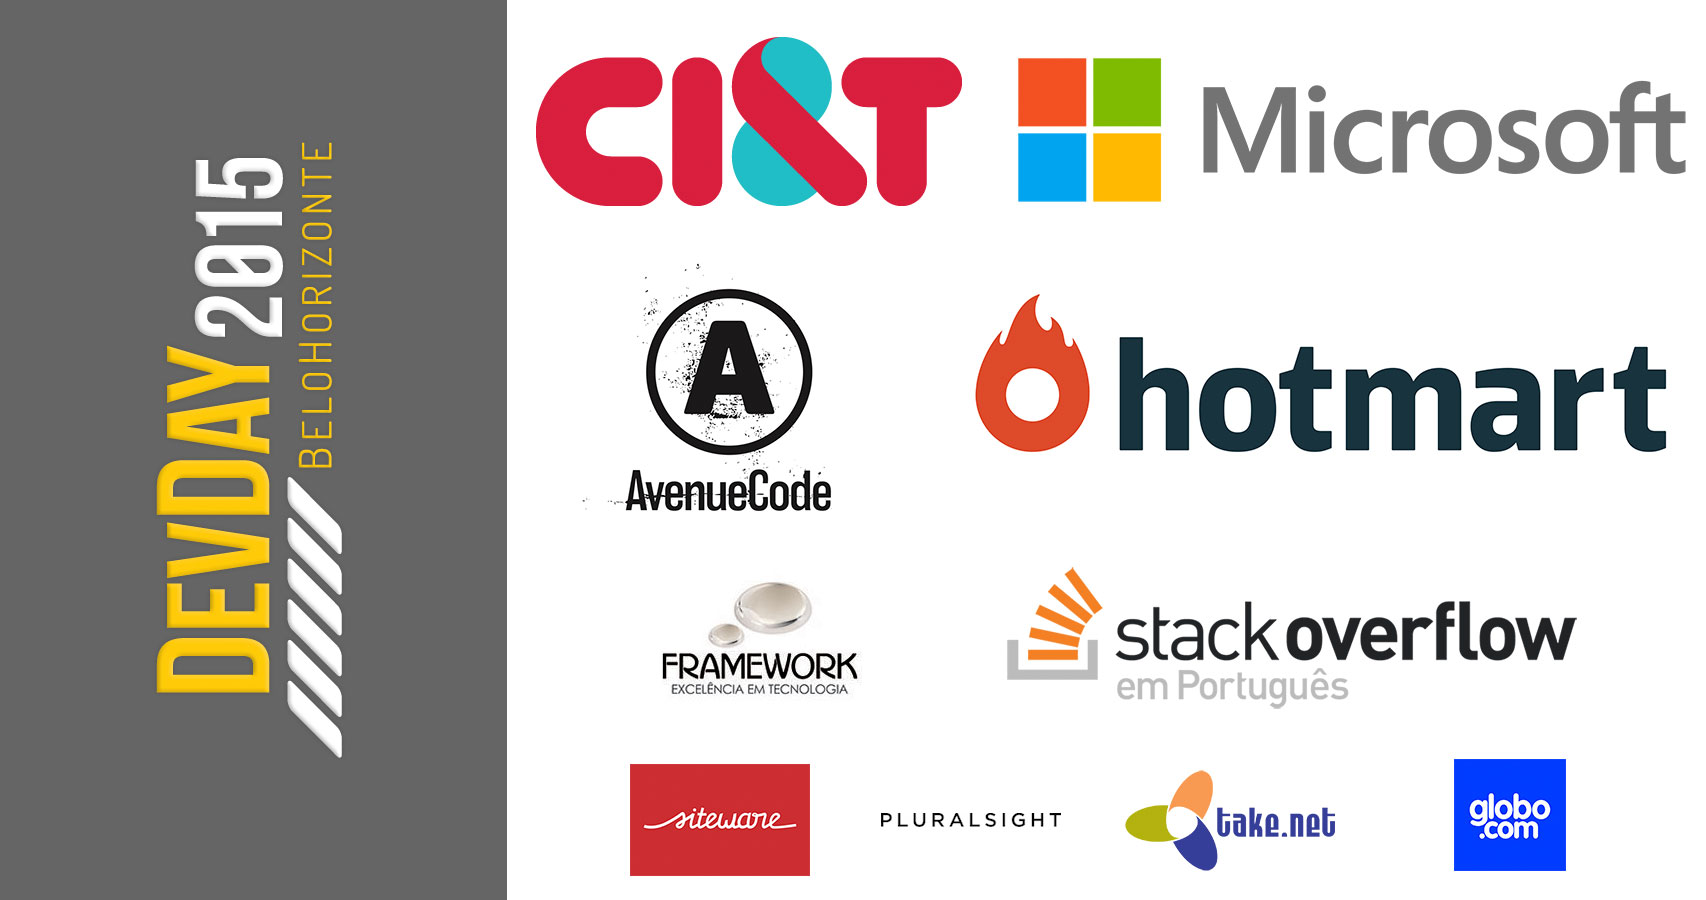 DEVDAY 2015
BELOHORIZONTE
CI&T
Microsoft
A
AvenueCode
hotmart
FRAMEWORK
EXCELÊNCIA EM TECNOLOGIA
stackoverflow
em Português
siteware
PLURALSIGHT
take.net
globo
.com